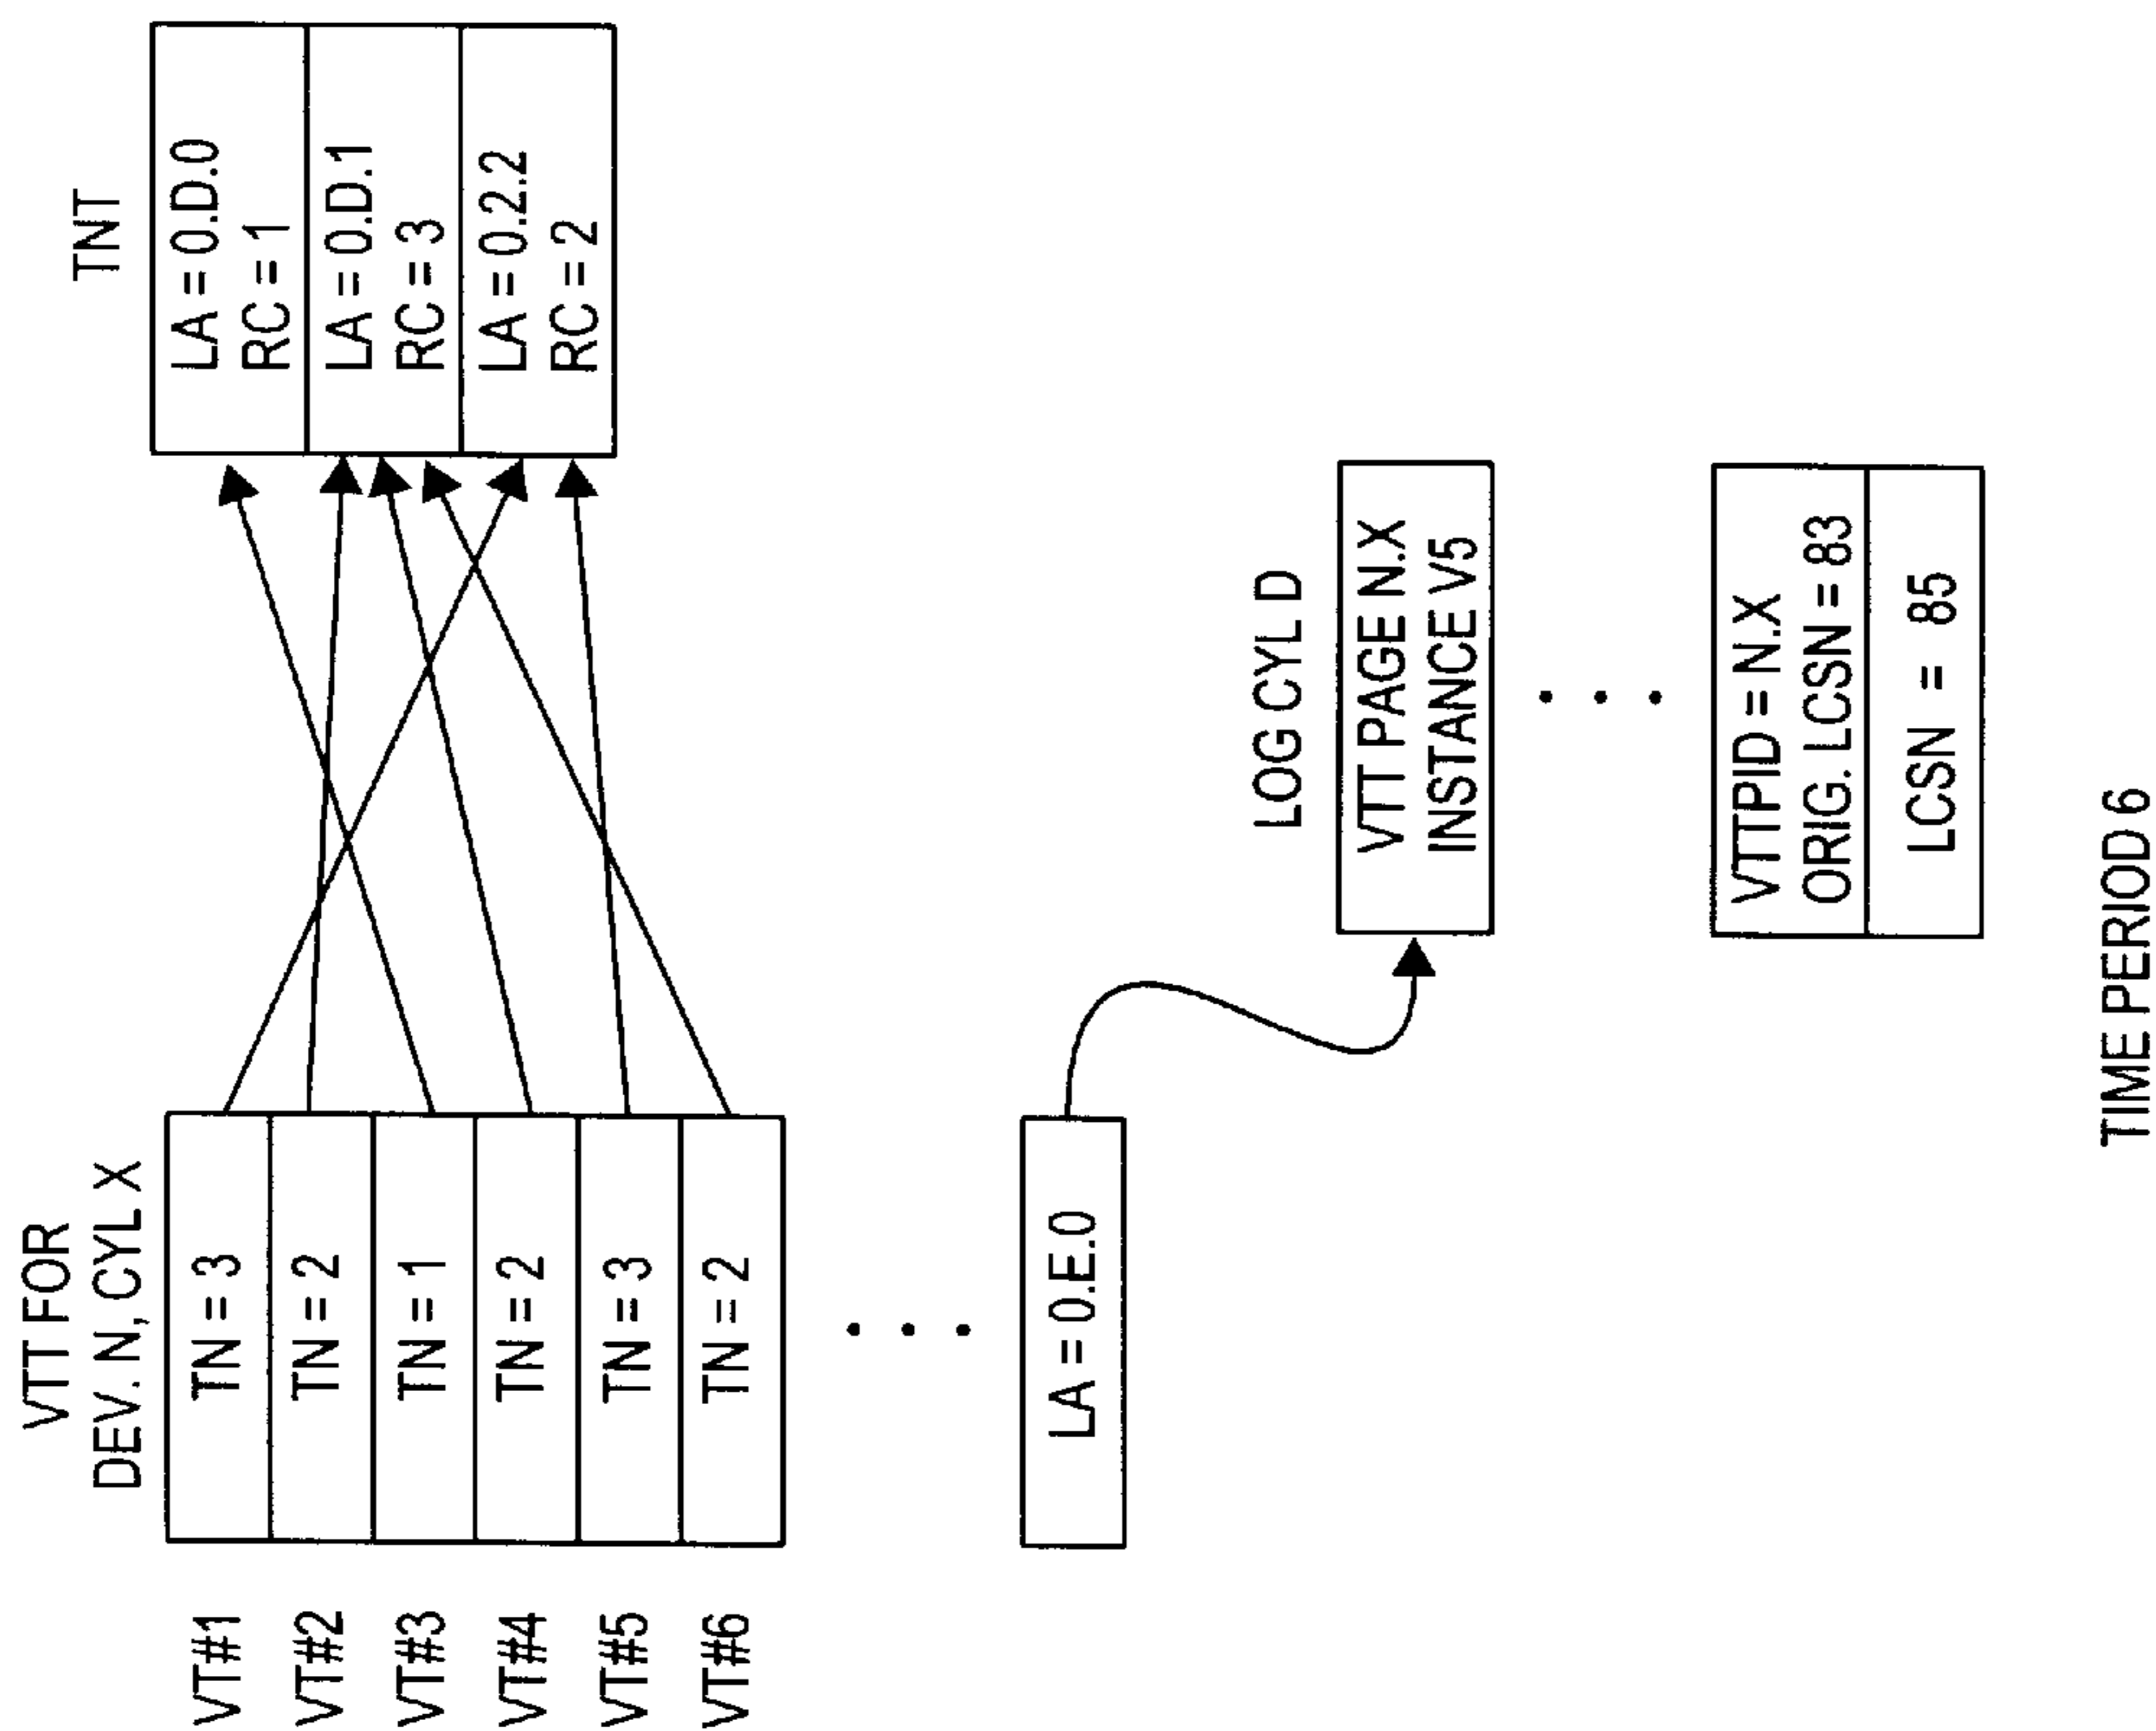 VTT FOR
DEV. N, CYL X
VT#1
TN = 3
VT#2
TN = 2
VT#3
TN = 1
VT#4
TN = 2
VT#5
TN = 3
VT#6
TN = 2
LA = 0.E.0
TNT
LA = 0.D.0
RC = 1
LA = 0.D.1
RC = 3
LA = 0.2.2
RC = 2
LOG CYL D
VTT PAGE N.X
INSTANCE V5
VTTPID = N.X
ORIG. LCSN = 83
LCSN = 85
TIME PERIOD 6